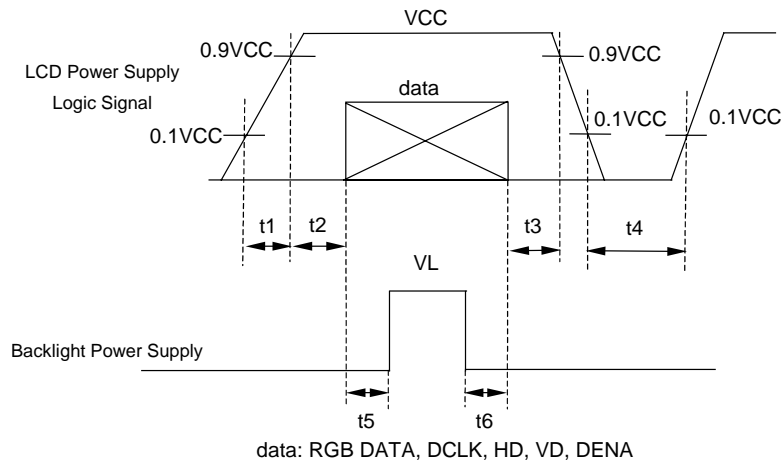 VCC
0.9VCC
0.9VCC
LCD Power Supply
Logic Signal
data
0.1VCC
0.1VCC
0.1VCC
t1
t2
t3
t4
VL
Backlight Power Supply
t5
t6
data: RGB DATA, DCLK, HD, VD, DENA